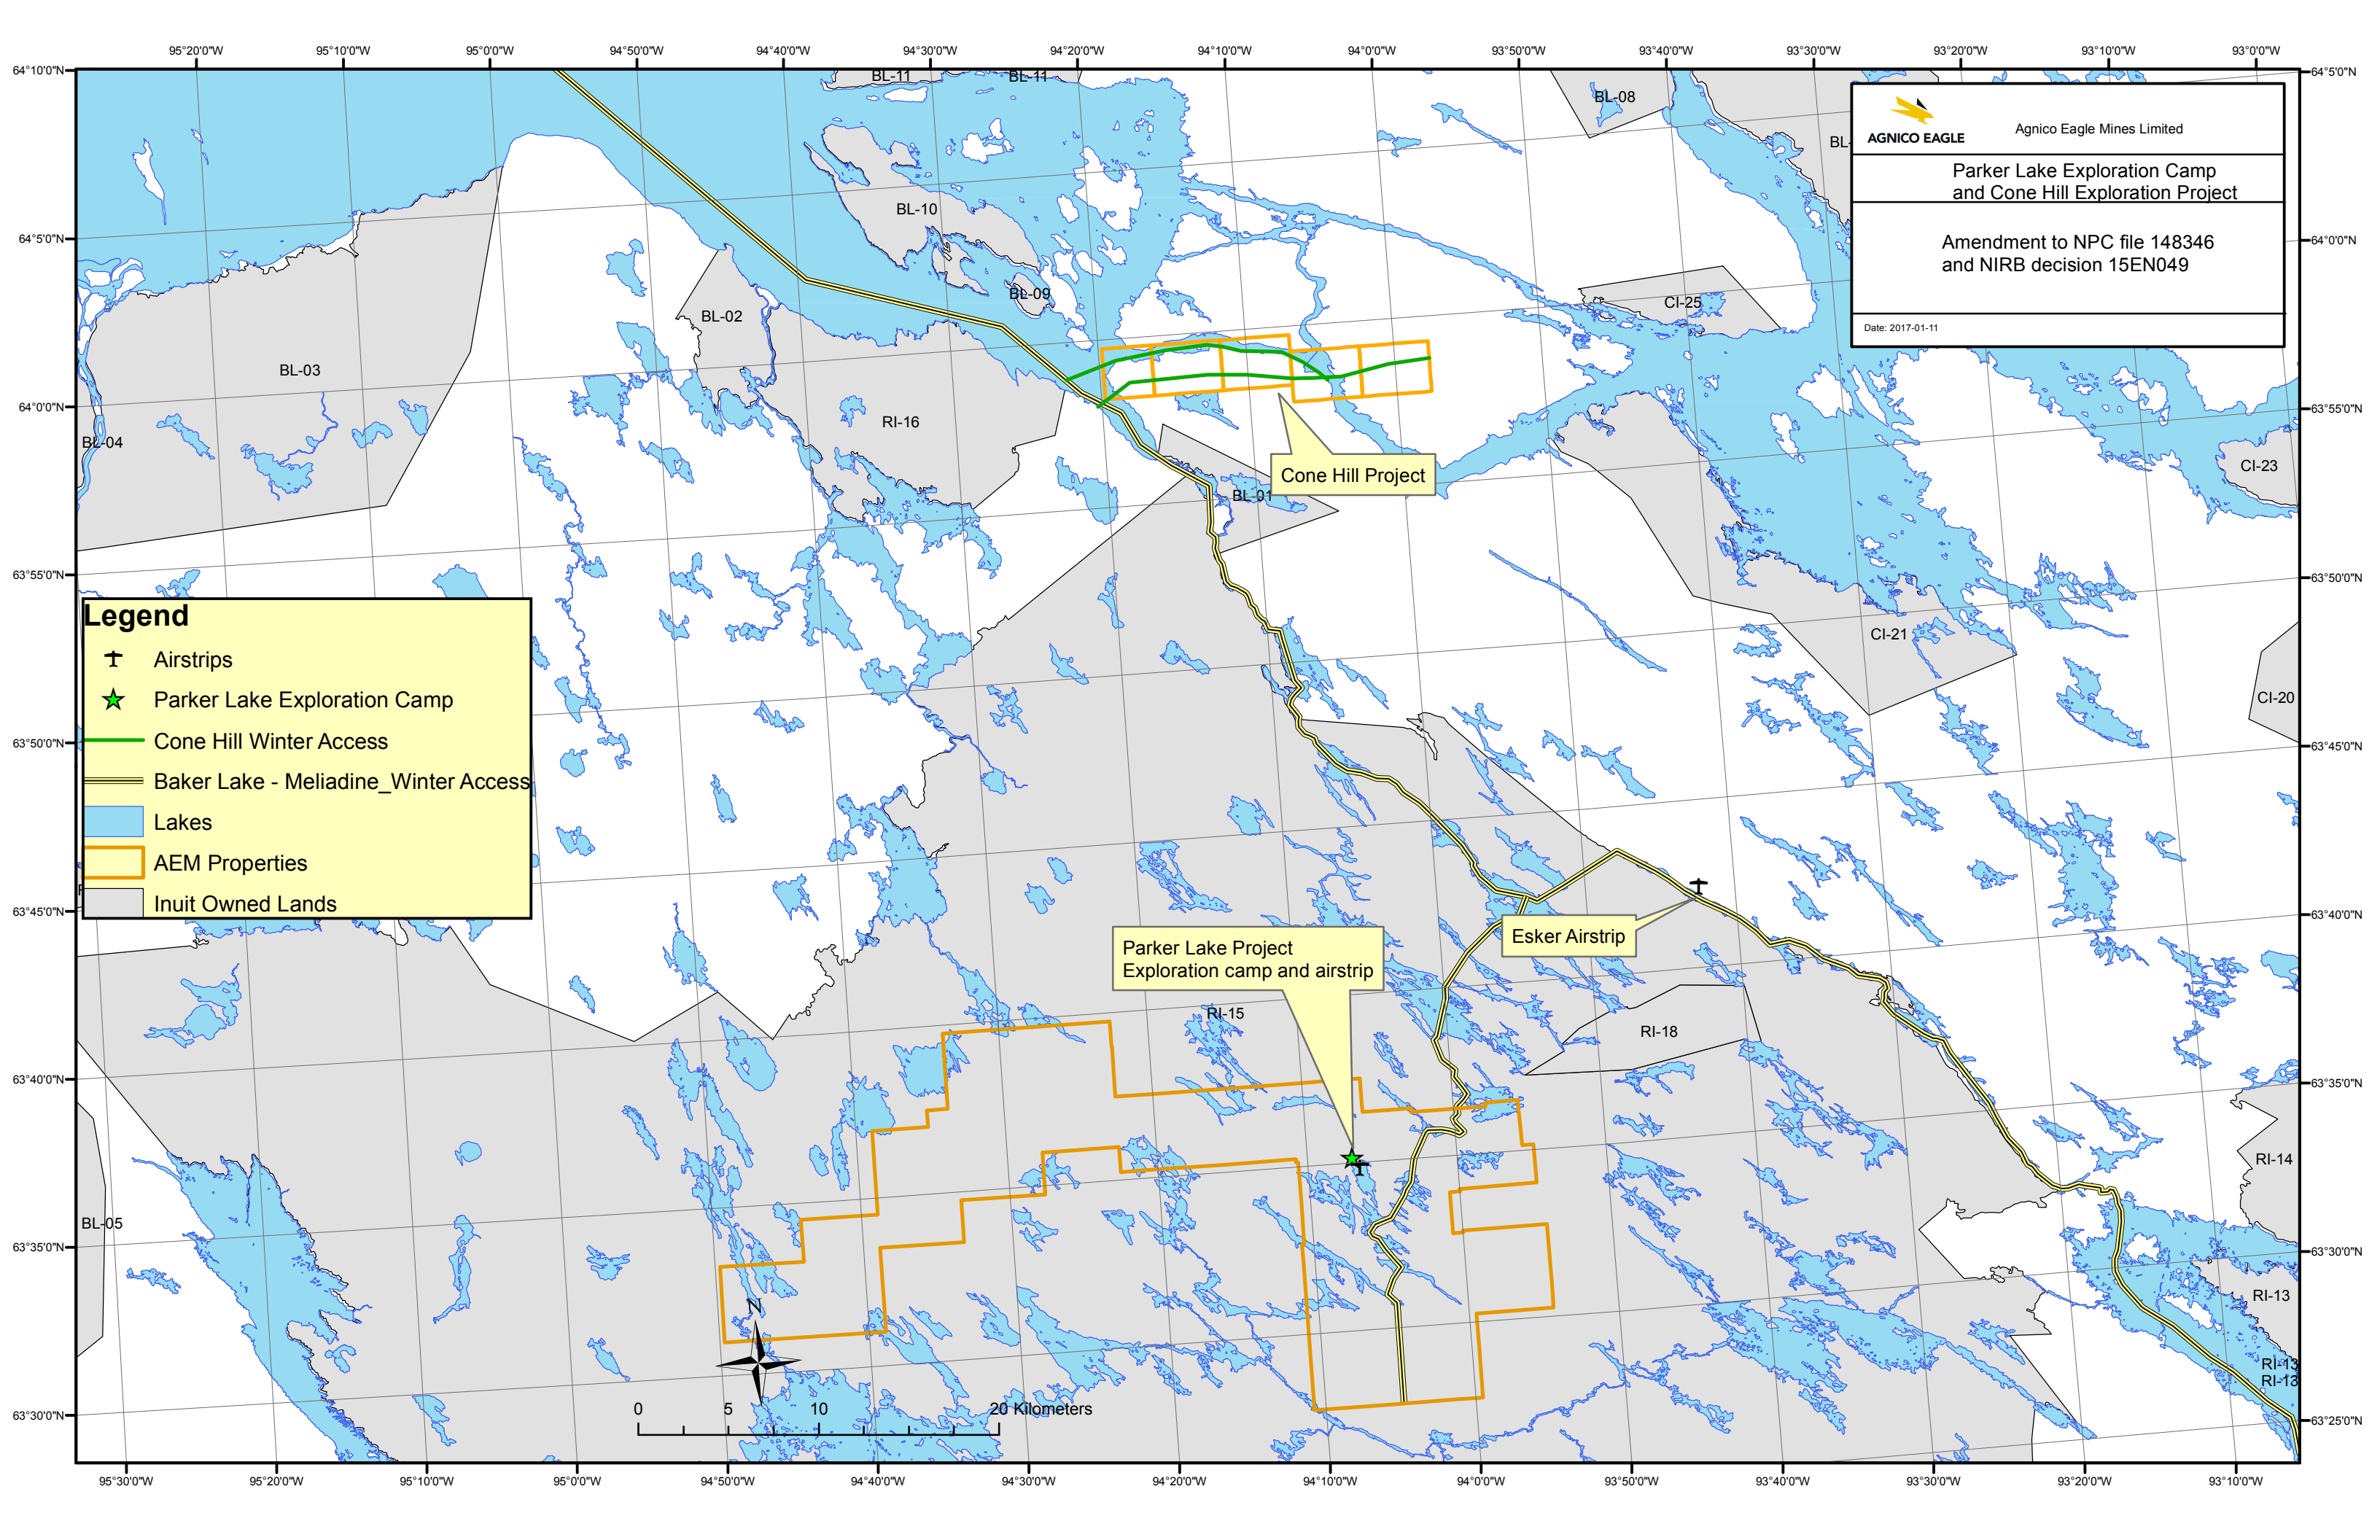 95°20'0"W 95°10'0"W 95°0'0"W 94°50'0"W 94°40'0"W 94°30'0"W 94°20'0"W 94°10'0"W 94°0'0"W 93°50'0"W 93°40'0"W 93°30'0"W 93°20'0"W 93°10'0"W 93°0'0"W
64°10'0"N
64°5'0"N
BL-11
BL-11
BL-08
BL-
AGNICO EAGLE
Agnico Eagle Mines Limited
Parker Lake Exploration Camp
and Cone Hill Exploration Project
Amendment to NPC file 148346
and NIRB decision 15EN049
Date: 2017-01-11
BL-10
64°5'0"N
64°0'0"N
BL-09
CI-25
BL-02
BL-03
64°0'0"N
63°55'0"N
RI-16
BL-04
CI-23
Cone Hill Project
BL-01
63°55'0"N
63°50'0"N
CI-21
CI-20
Legend
Airstrips
Parker Lake Exploration Camp
Cone Hill Winter Access
Baker Lake - Meliadine_Winter Access
Lakes
AEM Properties
Inuit Owned Lands
63°50'0"N
63°45'0"N
63°45'0"N
63°40'0"N
Esker Airstrip
Parker Lake Project
Exploration camp and airstrip
RI-15
RI-18
63°40'0"N
63°35'0"N
RI-14
BL-05
63°35'0"N
63°30'0"N
RI-13
N
RI-13
RI-13
0 5 10 20 Kilometers
63°30'0"N
63°25'0"N
95°30'0"W 95°20'0"W 95°10'0"W 95°0'0"W 94°50'0"W 94°40'0"W 94°30'0"W 94°20'0"W 94°10'0"W 94°0'0"W 93°50'0"W 93°40'0"W 93°30'0"W 93°20'0"W 93°10'0"W